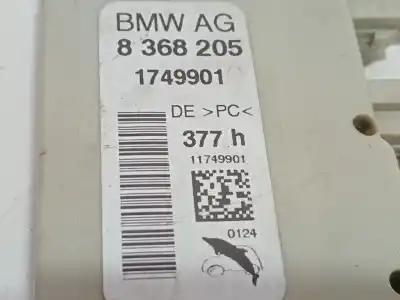 BMW AG
8 368 205
1749901
DE >PC<
377 h
11749901
0124